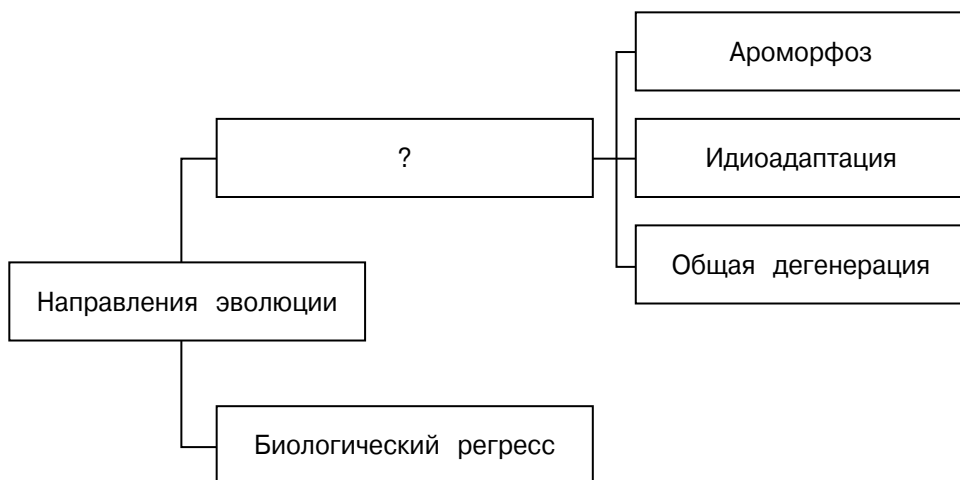 Ароморфоз
?
Идиоадаптация
Общая дегенерация
Направления эволюции
Биологический регресс